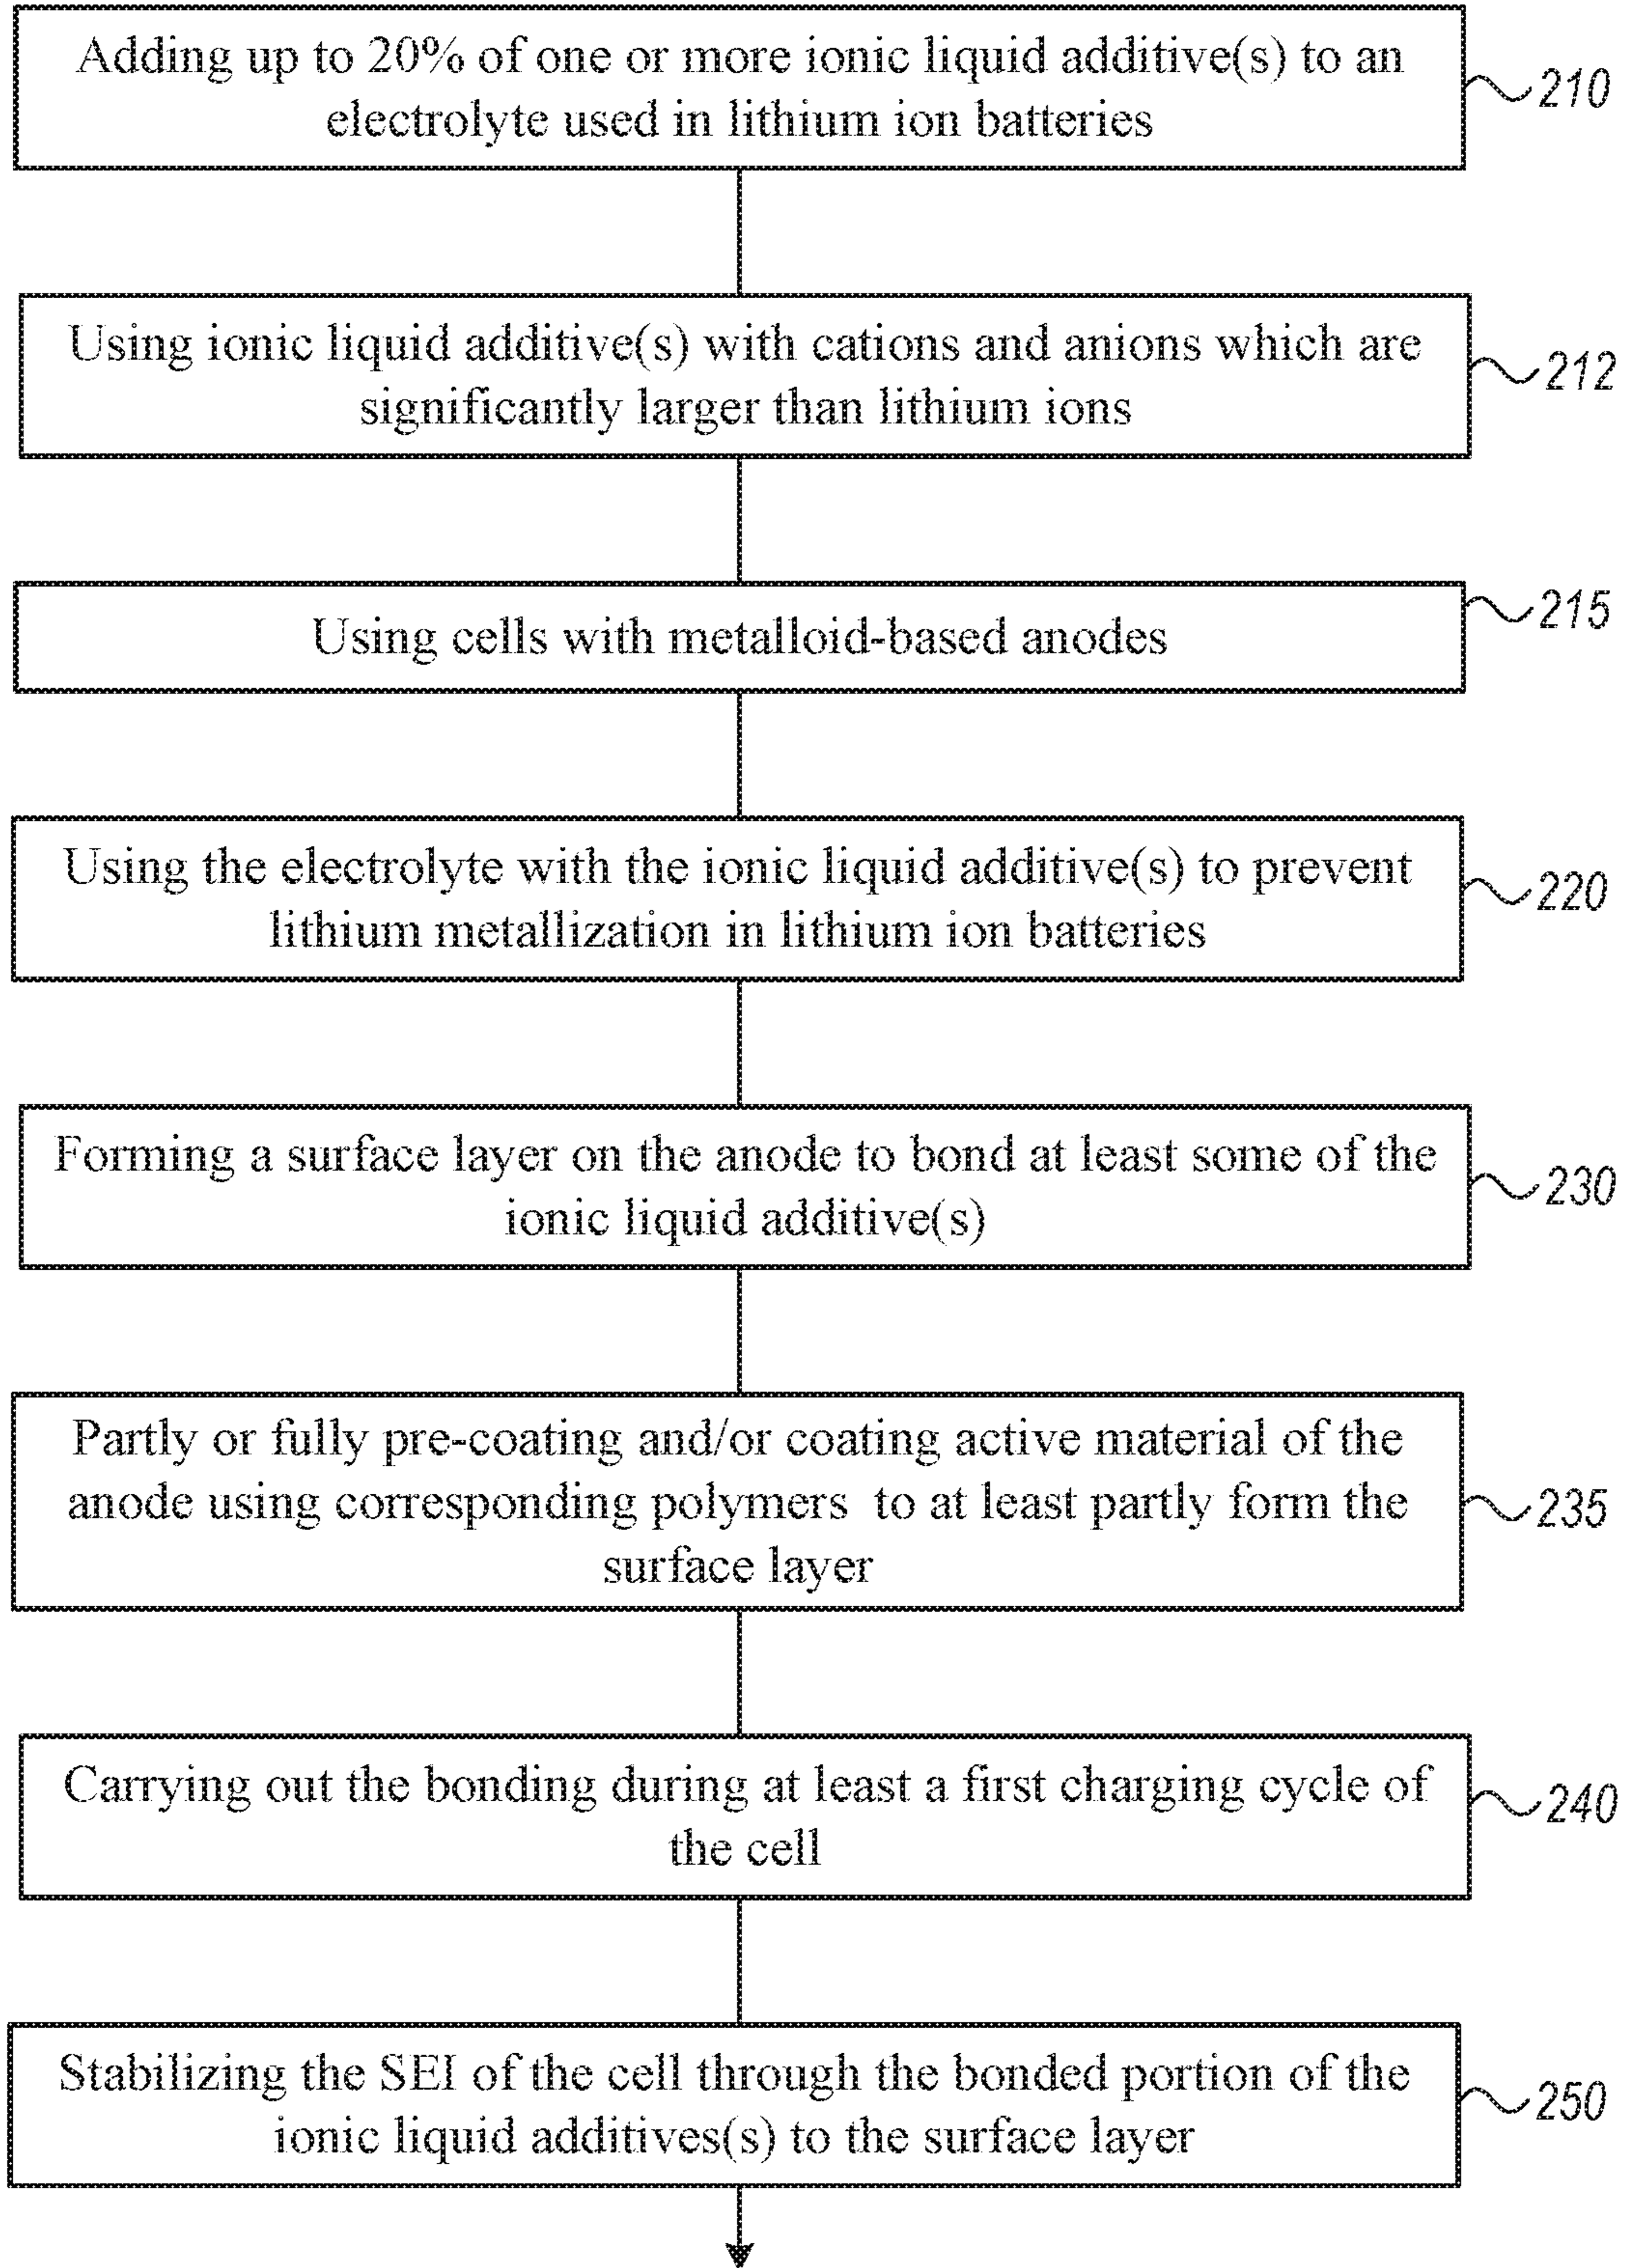 Adding up to 20% of one or more ionic liquid additive(s) to an
electrolyte used in lithium ion batteries
210
Using ionic liquid additive(s) with cations and anions which are
significantly larger than lithium ions
212
Using cells with metalloid-based anodes
215
Using the electrolyte with the ionic liquid additive(s) to prevent
lithium metallization in lithium ion batteries
220
Forming a surface layer on the anode to bond at least some of the
ionic liquid additive(s)
230
Partly or fully pre-coating and/or coating active material of the
anode using corresponding polymers to at least partly form the
surface layer
235
Carrying out the bonding during at least a first charging cycle of
the cell
240
Stabilizing the SEI of the cell through the bonded portion of the
ionic liquid additives(s) to the surface layer
250